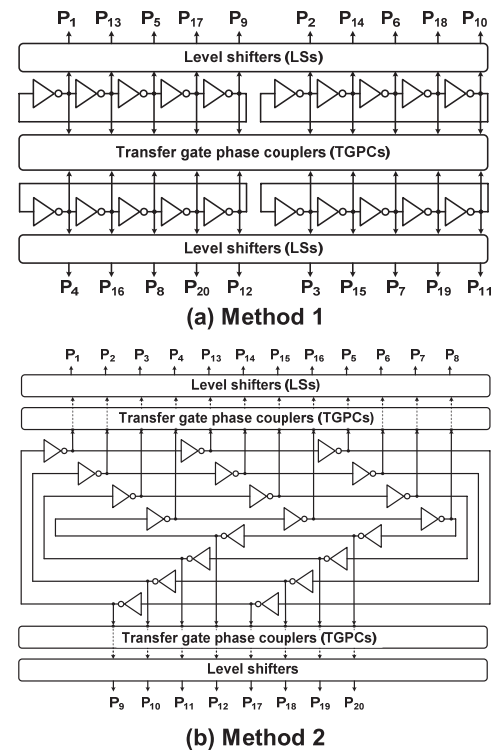 P1 P13 P5 P17 P9 P2 P14 P6 P18 P10
Level shifters (LSs)
Transfer gate phase couplers (TGPCs)
Level shifters (LSs)
P4 P16 P8 P20 P12 P3 P15 P7 P19 P11
(a) Method 1
P1 P2 P3 P4 P13 P14 P15 P16 P5 P6 P7 P8
Level shifters (LSs)
Transfer gate phase couplers (TGPCs)
Transfer gate phase couplers (TGPCs)
Level shifters
P9 P10 P11 P12 P17 P18 P19 P20
(b) Method 2